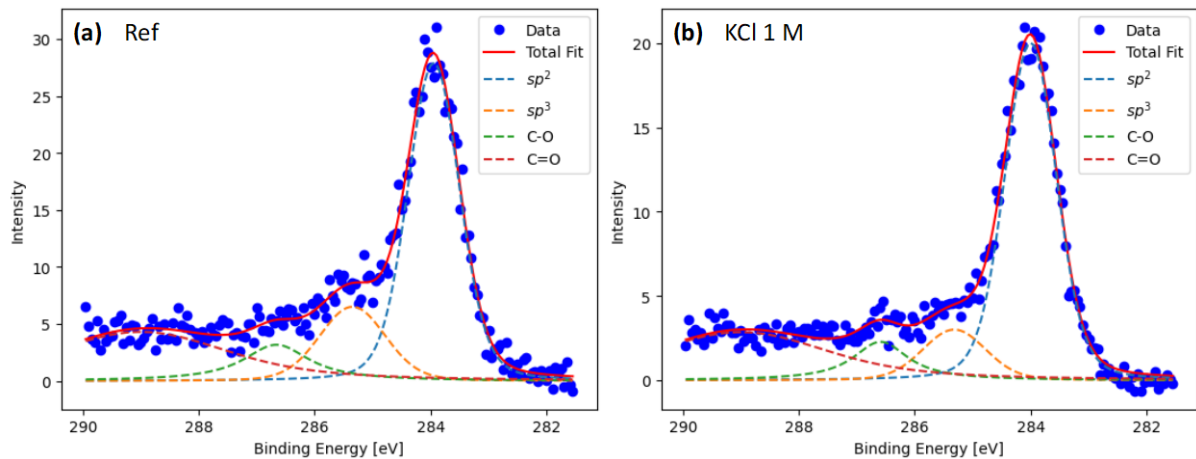 (a) Ref
Data
Total Fit
sp²
sp³
C-O
C=O
30
25
20
15
10
5
0
Intensity
290
288
286
284
282
Binding Energy [eV]
(b) KCl 1 M
Data
Total Fit
sp²
sp³
C-O
C=O
20
15
10
5
0
Intensity
290
288
286
284
282
Binding Energy [eV]